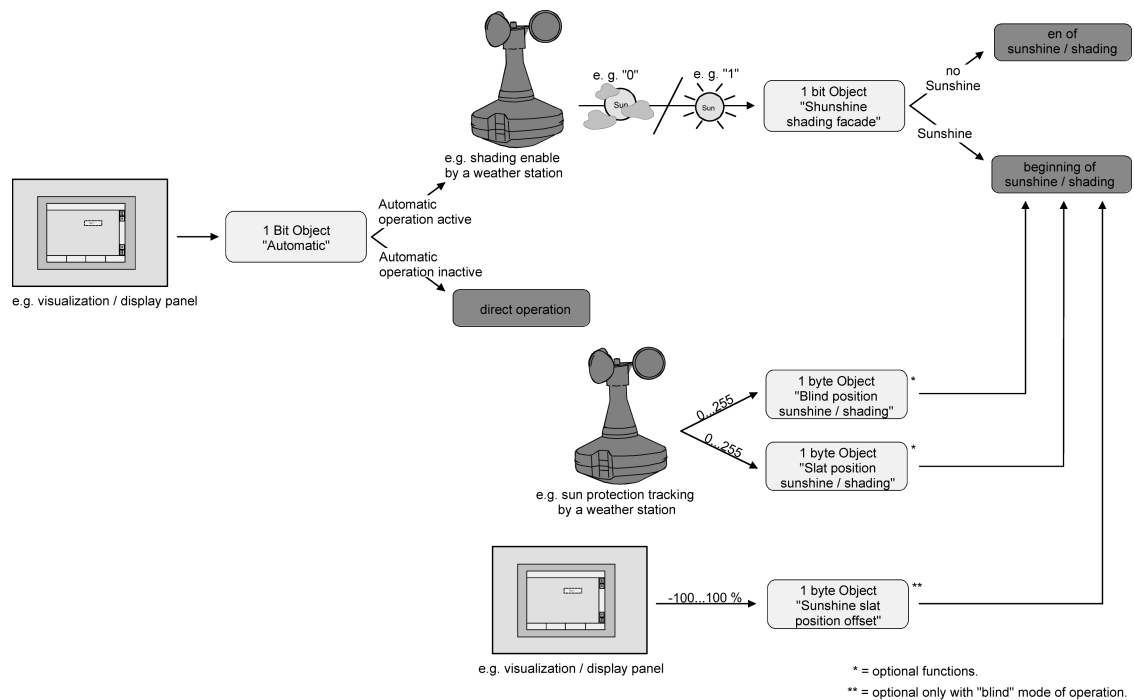 en of
sunshine / shading
no
Sunshine
e. g. "0"
e. g. "1"
Sun
Sun
1 bit Object
"Shunshine
shading facade"
Sunshine
beginning of
sunshine / shading
e.g. shading enable
by a weather station
Automatic
operation active
1 Bit Object
"Automatic"
Automatic
operation inactive
e.g. visualization / display panel
direct operation
0...255
1 byte Object
"Blind position
sunshine / shading"
*
0...255
1 byte Object
"Slat position
sunshine / shading"
*
e.g. sun protection tracking
by a weather station
-100...100 %
1 byte Object
"Sunshine slat
position offset"
**
e.g. visualization / display panel
* = optional functions.
** = optional only with "blind" mode of operation.